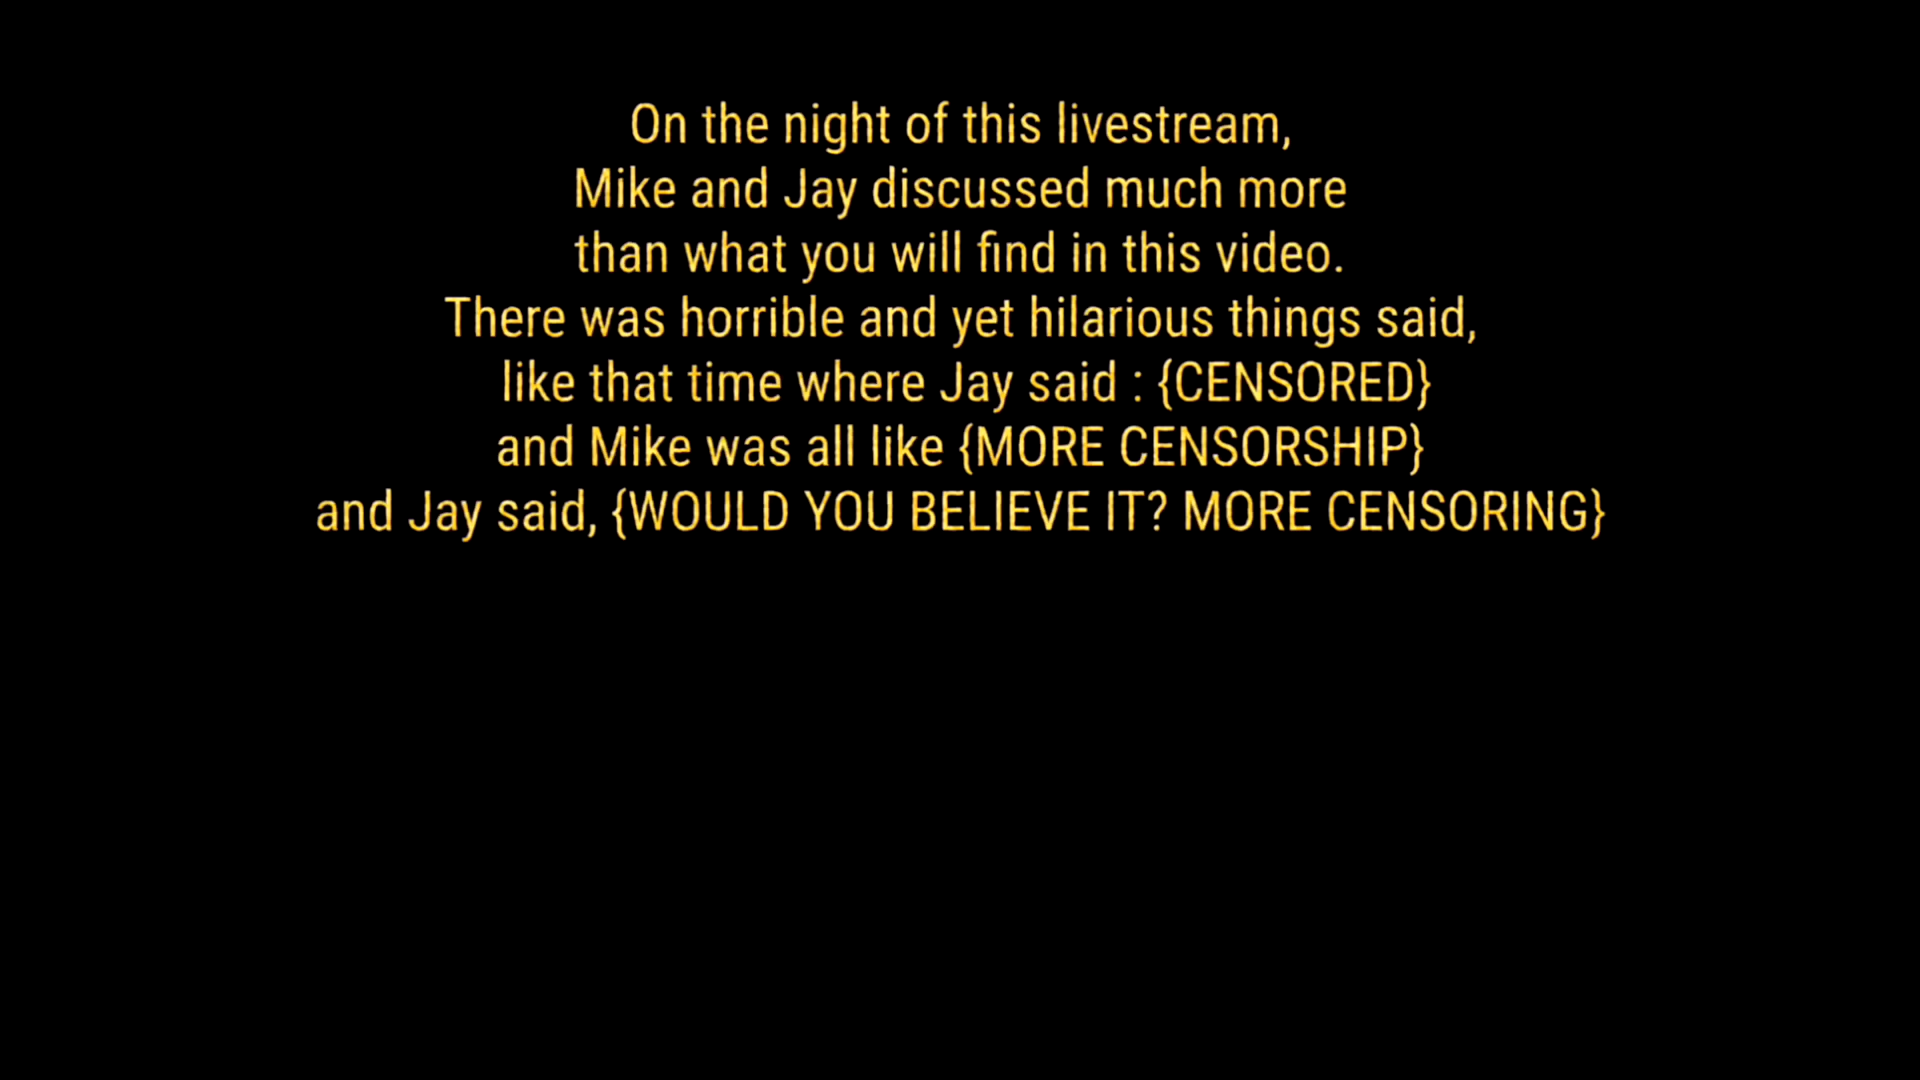 On the night of this livestream,
Mike and Jay discussed much more
than what you will find in this video.
There was horrible and yet hilarious things said,
like that time where Jay said : {CENSORED}
and Mike was all like {MORE CENSORSHIP}
and Jay said, {WOULD YOU BELIEVE IT? MORE CENSORING}